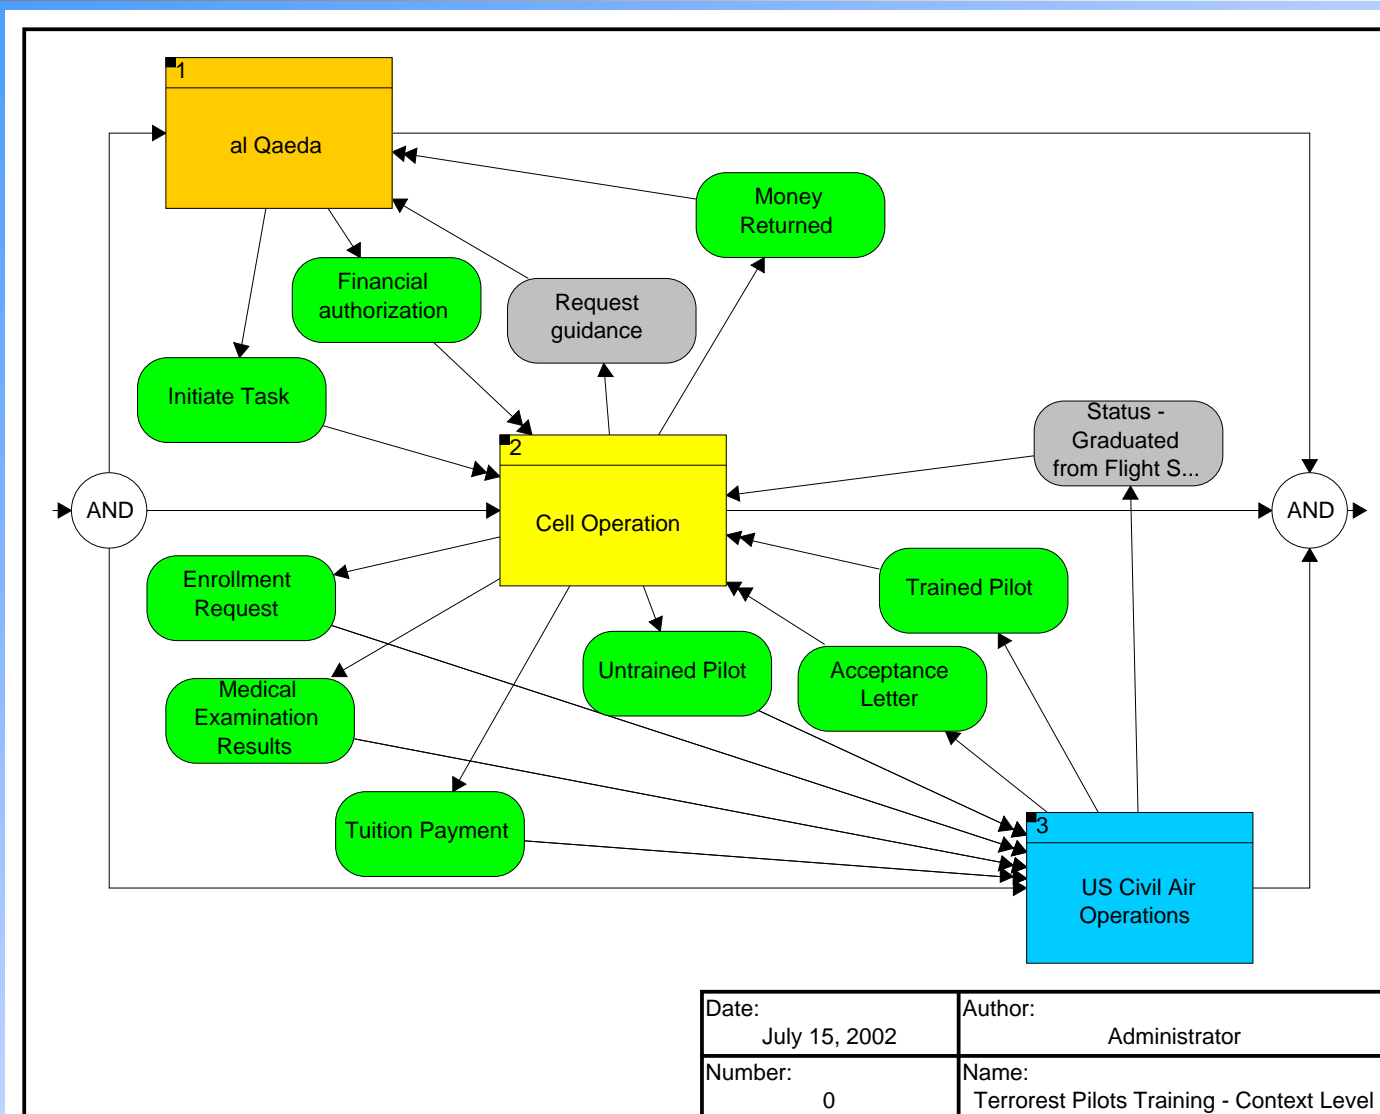 1
al Qaeda
Money
Returned
Financial
authorization
Request
guidance
Initiate Task
Status -
Graduated
from Flight S...
2
Cell Operation
AND
AND
Enrollment
Request
Trained Pilot
Untrained Pilot
Acceptance
Letter
Medical
Examination
Results
Tuition Payment
3
US Civil Air
Operations
Date:
July 15, 2002
Author:
Administrator
Number:
0
Name:
Terrorest Pilots Training - Context Level